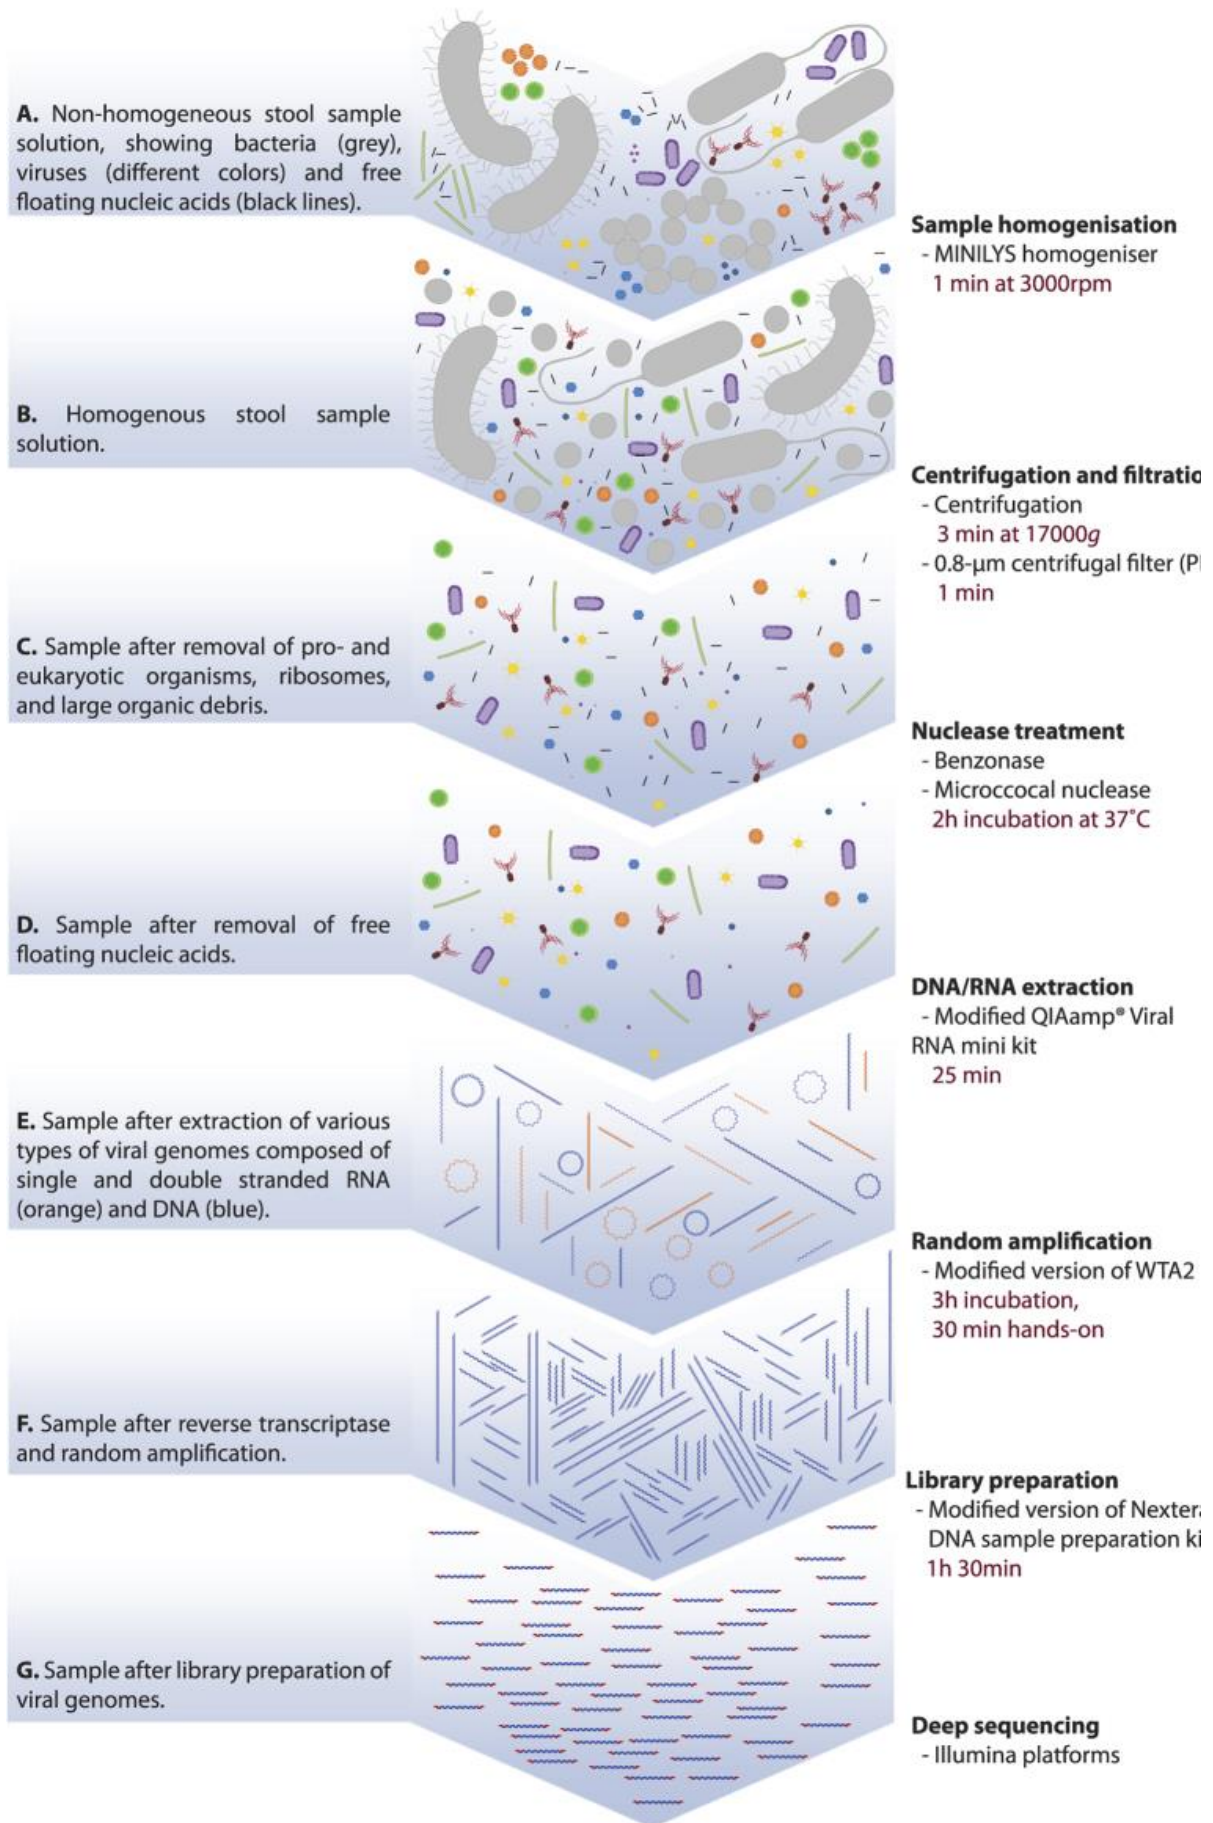 A. Non-homogeneous stool sample
solution, showing bacteria (grey),
viruses (different colors) and free
floating nucleic acids (black lines).
Sample homogenisation
- MINILYS homogeniser
1 min at 3000rpm
B. Homogenous stool sample
solution.
Centrifugation and filtratio
- Centrifugation
3 min at 17000g
- 0.8-µm centrifugal filter (P
1 min
C. Sample after removal of pro- and
eukaryotic organisms, ribosomes,
and large organic debris.
Nuclease treatment
- Benzonase
- Microccocal nuclease
2h incubation at 37˚C
D. Sample after removal of free
floating nucleic acids.
DNA/RNA extraction
- Modified QIAamp® Viral
RNA mini kit
25 min
E. Sample after extraction of various
types of viral genomes composed of
single and double stranded RNA
(orange) and DNA (blue).
Random amplification
- Modified version of WTA2
3h incubation,
30 min hands-on
F. Sample after reverse transcriptase
and random amplification.
Library preparation
- Modified version of Nextera
DNA sample preparation ki
1h 30min
G. Sample after library preparation of
viral genomes.
Deep sequencing
- Illumina platforms